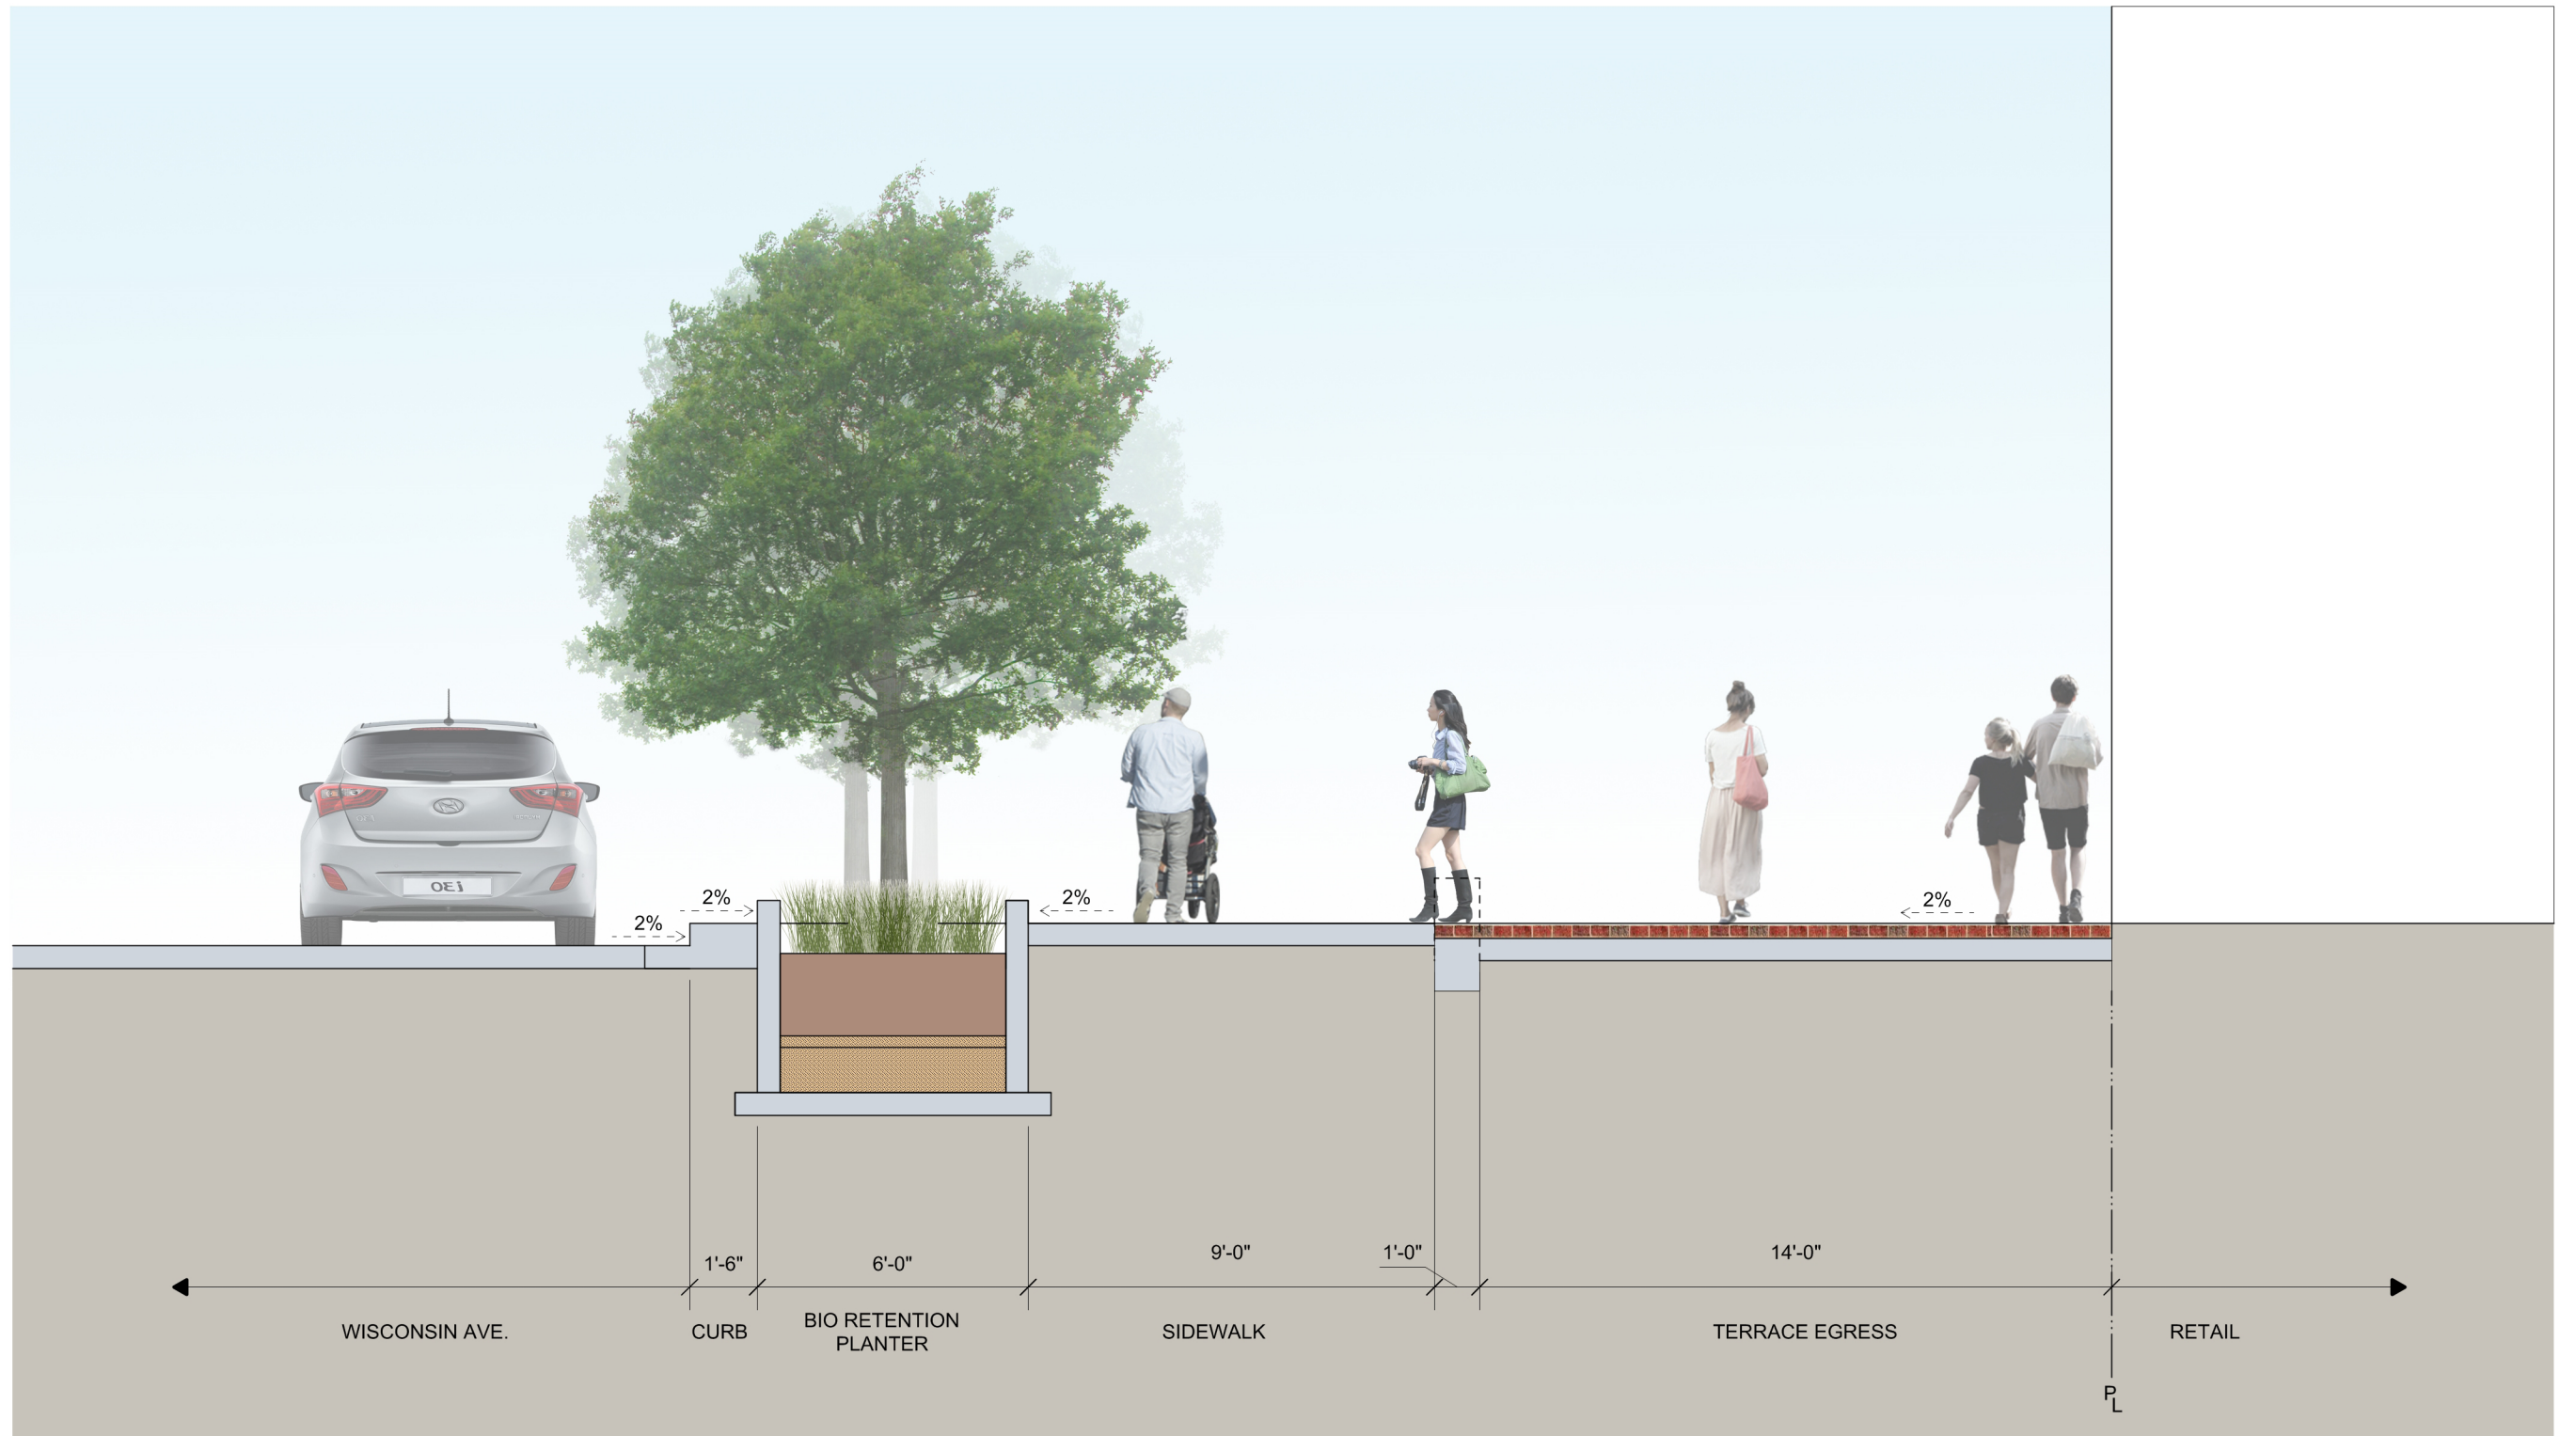 2%
2%
2%
2%
1'-6"
6'-0"
9'-0"
1'-0"
14'-0"
WISCONSIN AVE.
CURB
BIO RETENTION
PLANTER
SIDEWALK
TERRACE EGRESS
RETAIL
PL